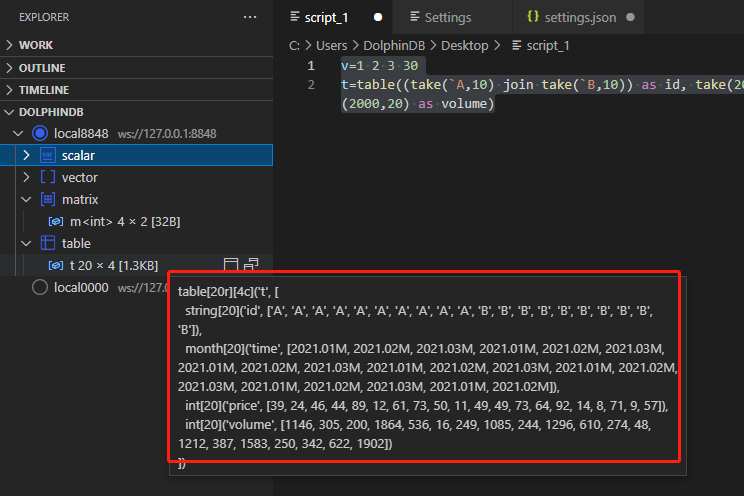 EXPLORER
···
WORK
OUTLINE
TIMELINE
DOLPHINDB
local8848 ws://127.0.0.1:8848
scalar
vector
matrix
m<int> 4 × 2 [32B]
table
t 20 × 4 [1.3KB]
local0000 ws://127.0
script_1
Settings
{} settings.json
C: > Users > DolphinDB > Desktop > script_1
1 v=1·2·3·30
2 t=table((take(`A,10)·join·take(`B,10))·as·id,·take(20
(2000,20)·as·volume)
table[20r][4c]('t', [
string[20]('id', ['A', 'A', 'A', 'A', 'A', 'A', 'A', 'A', 'A', 'A', 'B', 'B', 'B', 'B', 'B', 'B', 'B', 'B', 'B',
'B']),
month[20]('time', [2021.01M, 2021.02M, 2021.03M, 2021.01M, 2021.02M, 2021.03M,
2021.01M, 2021.02M, 2021.03M, 2021.01M, 2021.02M, 2021.03M, 2021.01M, 2021.02M,
2021.03M, 2021.01M, 2021.02M, 2021.03M, 2021.01M, 2021.02M]),
int[20]('price', [39, 24, 46, 44, 89, 12, 61, 73, 50, 11, 49, 49, 73, 64, 92, 14, 8, 71, 9, 57]),
int[20]('volume', [1146, 305, 200, 1864, 536, 16, 249, 1085, 244, 1296, 610, 274, 48,
1212, 387, 1583, 250, 342, 622, 1902])
])